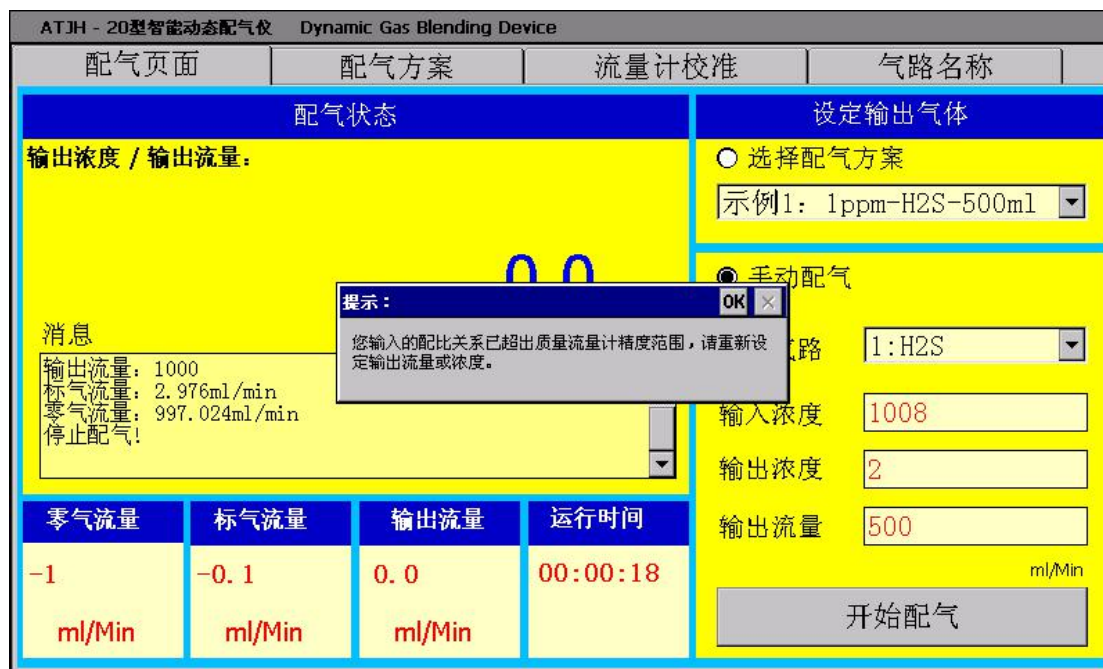 ATJH - 20型智能动态配气仪 Dynamic Gas Blending Device
配气页面 配气方案 流量计校准 气路名称
配气状态
输出浓度 / 输出流量:
消息
输出流量: 1000
标气流量: 2.976ml/min
零气流量: 997.024ml/min
停止配气!
提示: OK
您输入的配比关系已超出质量流量计精度范围,请重新设
定输出流量或浓度。
零气流量 标气流量 输出流量 运行时间
-1 -0.1 0.0 00:00:18
ml/Min ml/Min ml/Min
设定输出气体
选择配气方案
示例1: 1ppm-H2S-500ml
手动配气
路 1:H2S
输入浓度 1008
输出浓度 2
输出流量 500
ml/Min
开始配气